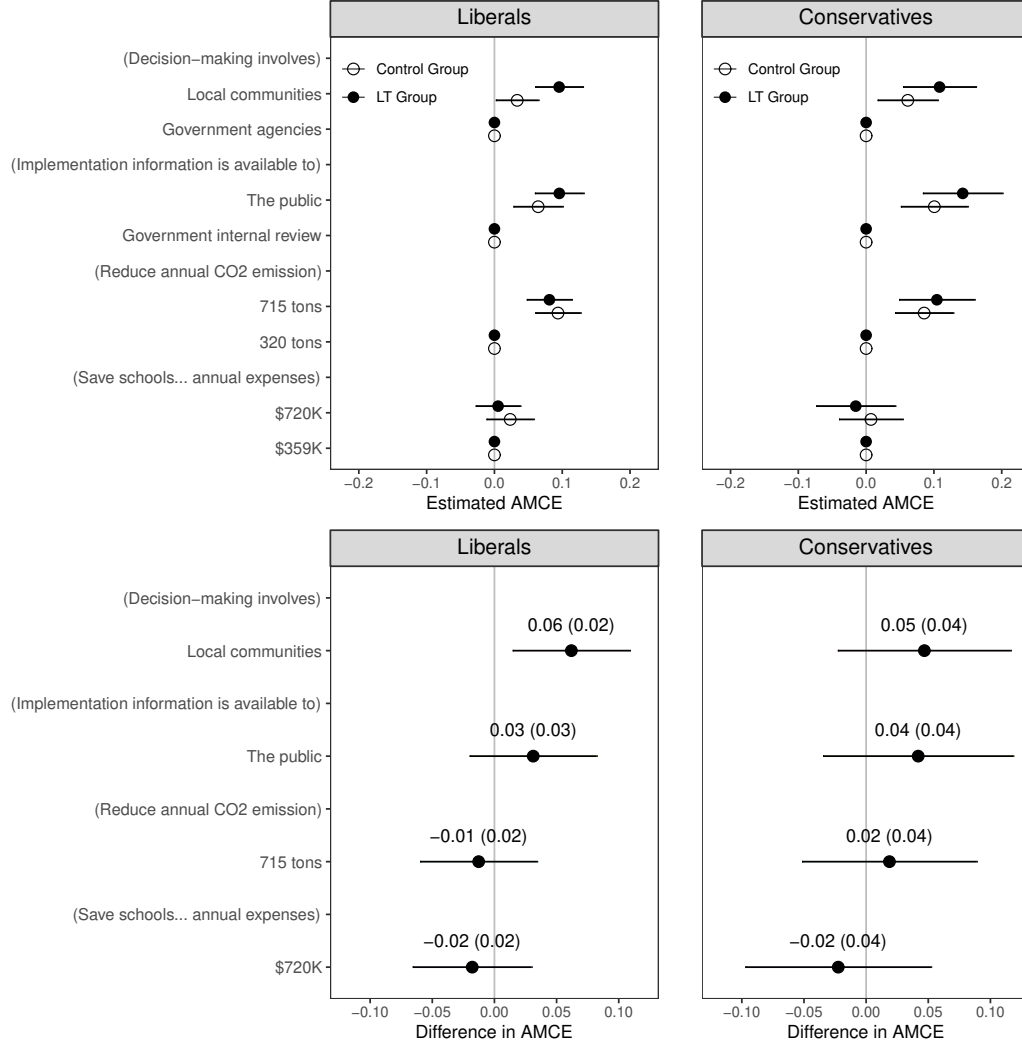 Liberals
Conservatives
(Decision−making involves)
Local communities
Government agencies
(Implementation information is available to)
The public
Government internal review
(Reduce annual CO2 emission)
715 tons
320 tons
(Save schools... annual expenses)
$720K
$359K
Control Group
LT Group
Control Group
LT Group
−0.2 −0.1 0.0 0.1 0.2
−0.2 −0.1 0.0 0.1 0.2
Estimated AMCE
Estimated AMCE
Liberals
Conservatives
(Decision−making involves)
0.06 (0.02)
0.05 (0.04)
Local communities
(Implementation information is available to)
0.03 (0.03)
0.04 (0.04)
The public
(Reduce annual CO2 emission)
−0.01 (0.02)
0.02 (0.04)
715 tons
(Save schools... annual expenses)
−0.02 (0.02)
−0.02 (0.04)
$720K
−0.10 −0.05 0.00 0.05 0.10
−0.10 −0.05 0.00 0.05 0.10
Difference in AMCE
Difference in AMCE